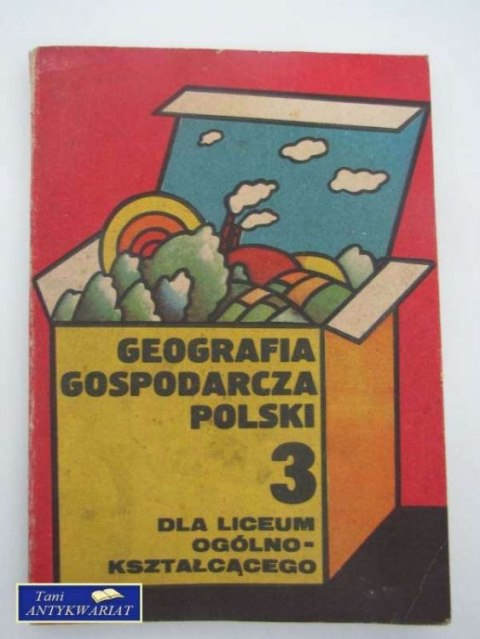 GEOGRAFIA
GOSPODARCZA
POLSKI
3
DLA LICEUM
OGÓLNO-
KSZTAŁCĄCEGO
Tani
ANTYKWARIAT